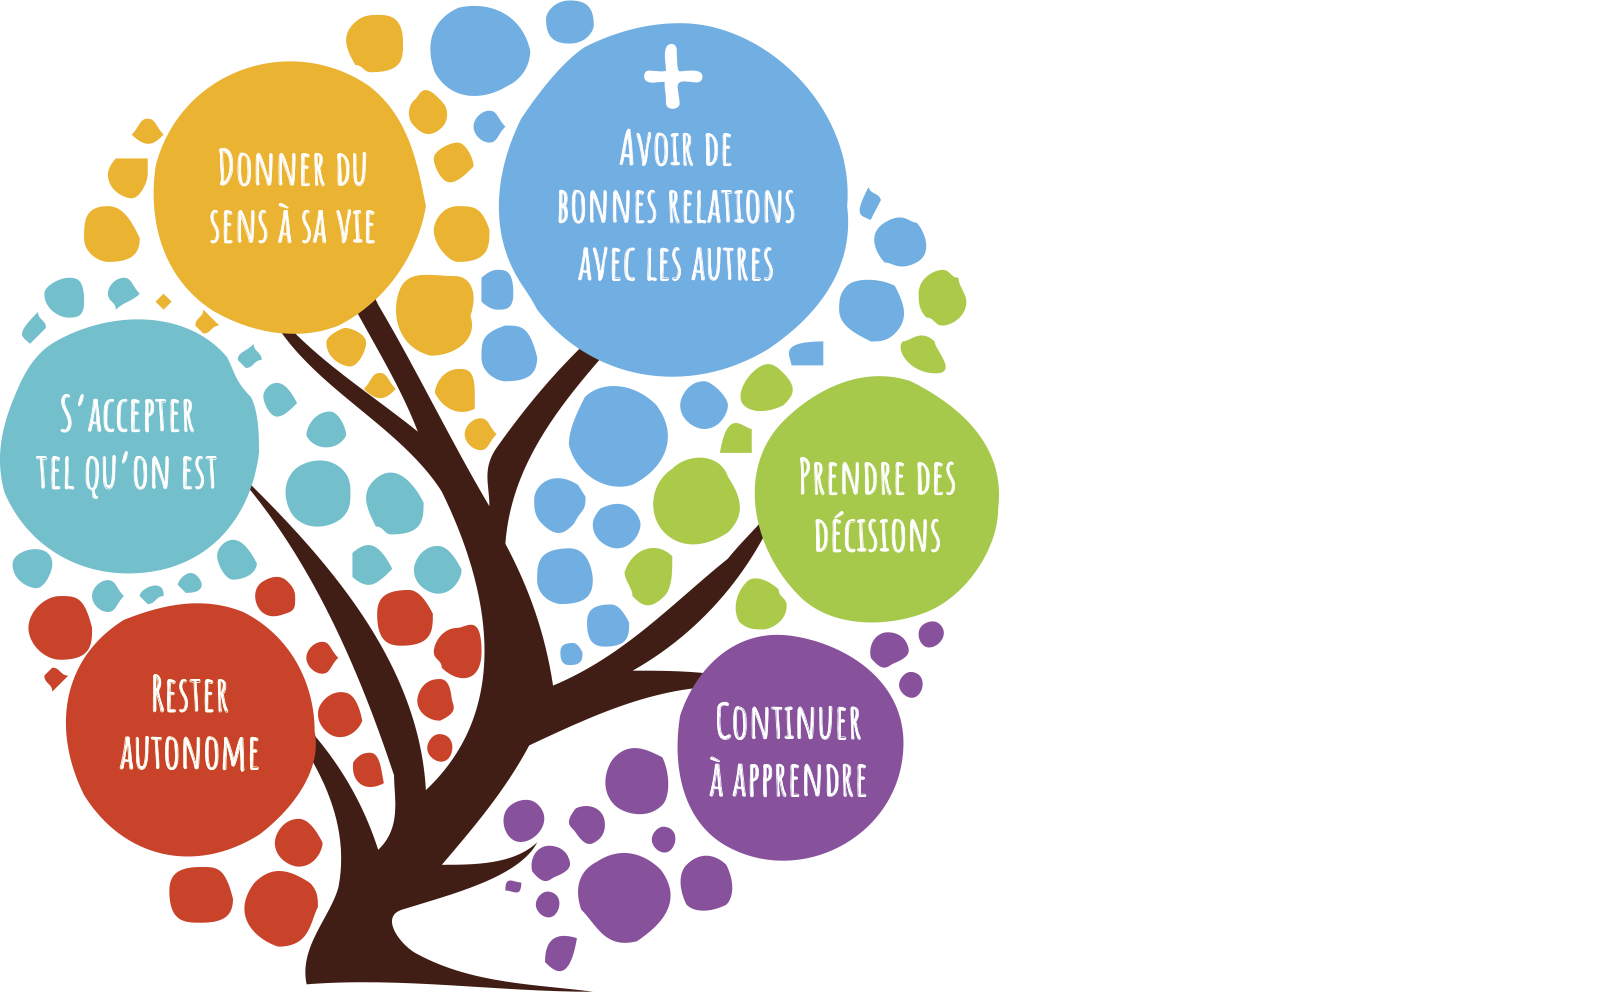 Donner du
sens à sa vie
+
Avoir de
bonnes relations
avec les autres
S'accepter
tel qu'on est
Prendre des
décisions
Rester
autonome
Continuer
à apprendre